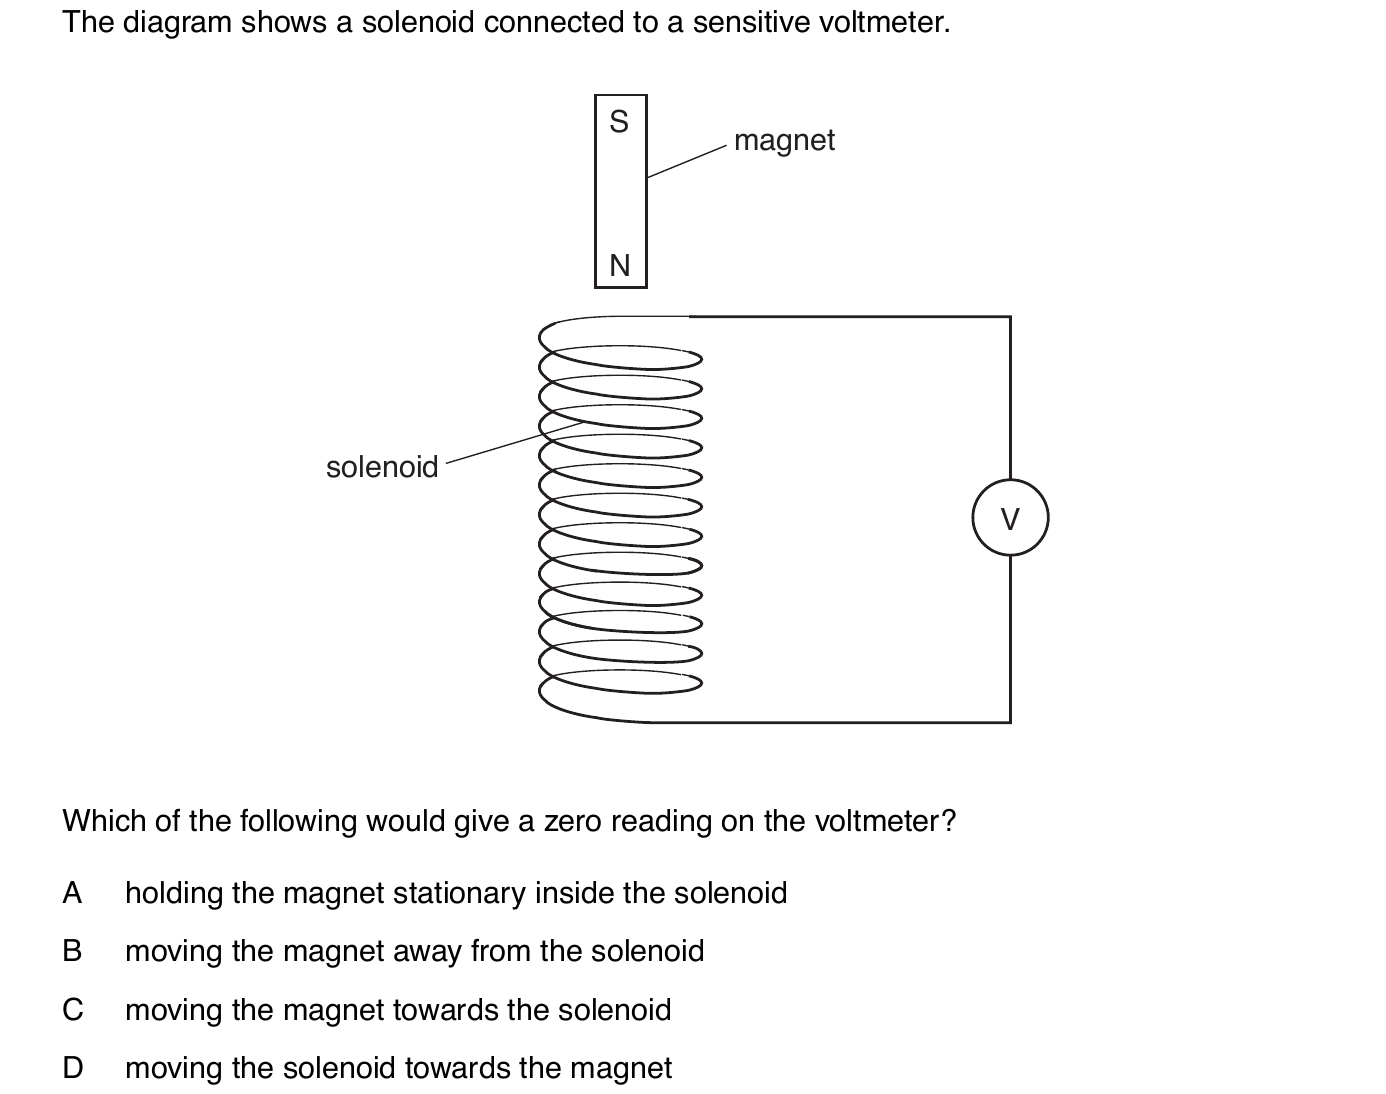 The diagram shows a solenoid connected to a sensitive voltmeter.
S
magnet
N
solenoid
V
Which of the following would give a zero reading on the voltmeter?
A holding the magnet stationary inside the solenoid
B moving the magnet away from the solenoid
C moving the magnet towards the solenoid
D moving the solenoid towards the magnet